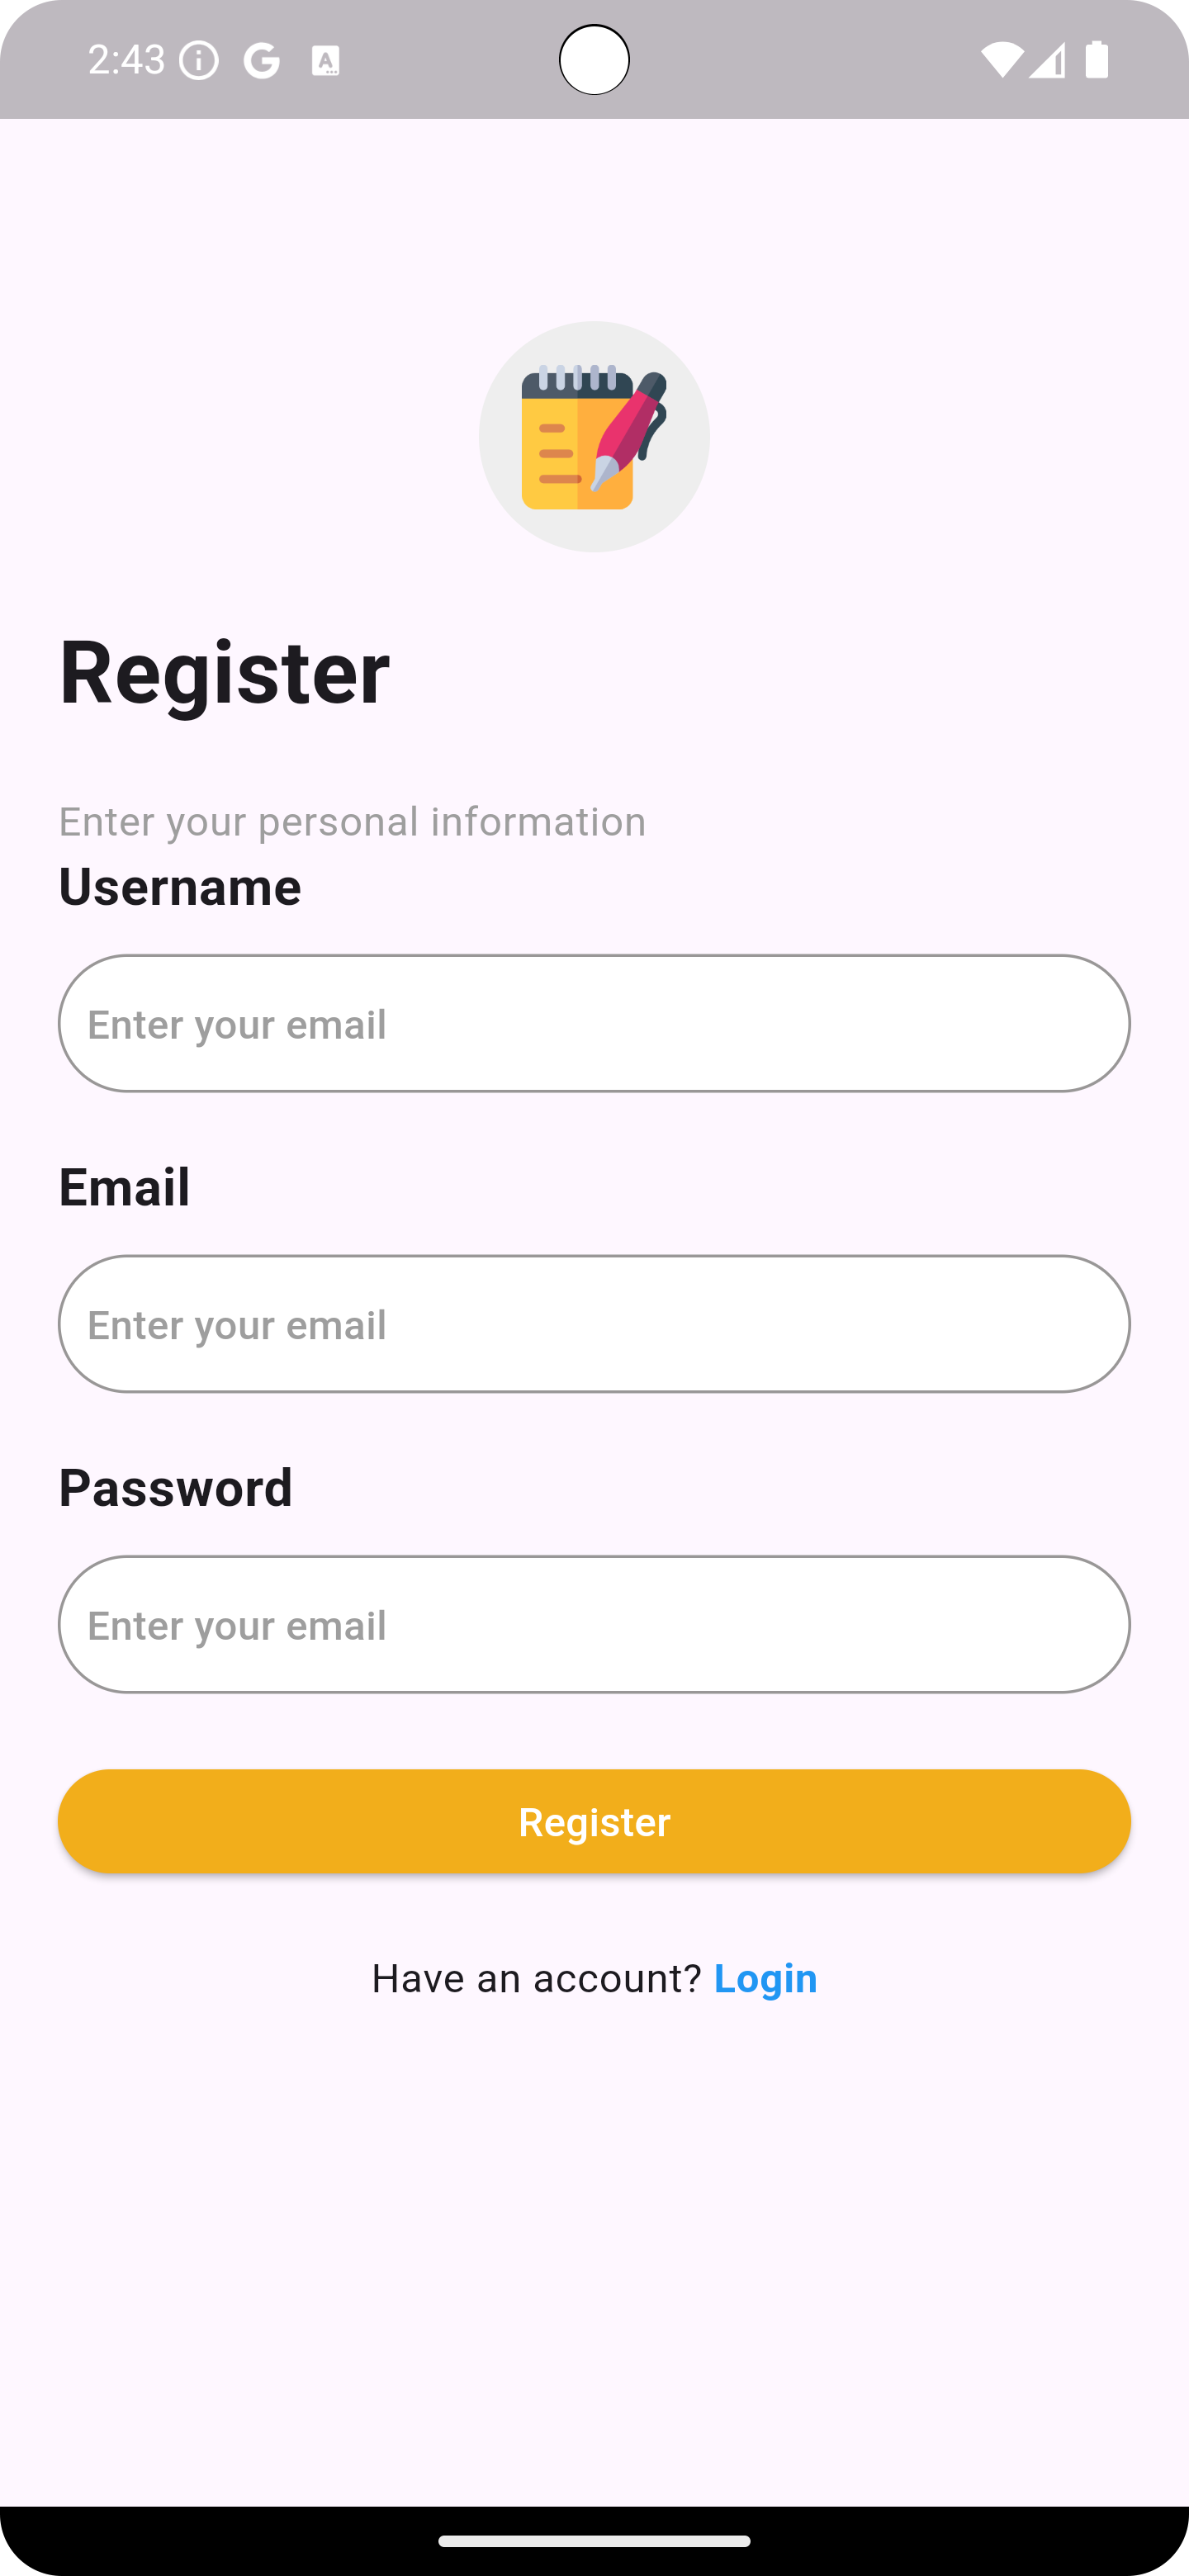 2:43
Register
Enter your personal information
Username
Enter your email
Email
Enter your email
Password
Enter your email
Register
Have an account? Login